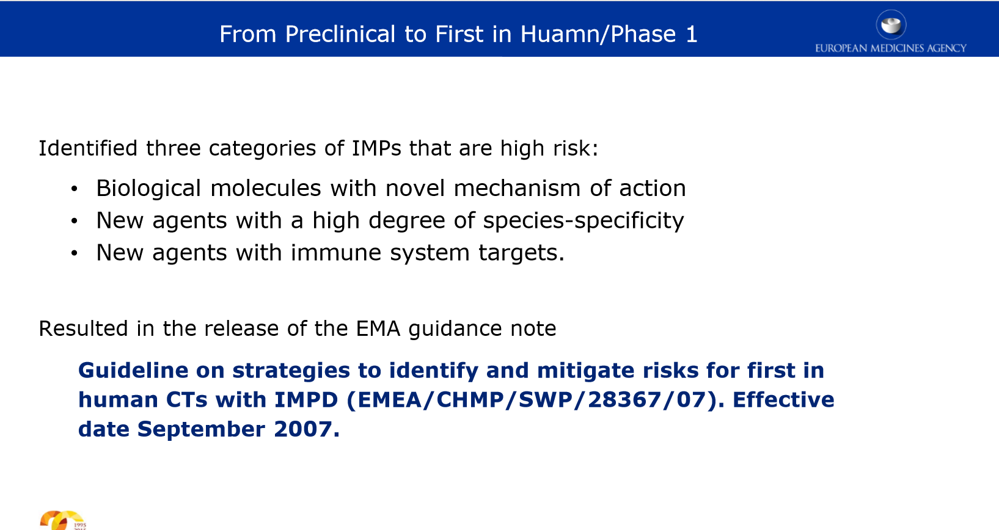 From Preclinical to First in Huamn/Phase 1
EUROPEAN MEDICINES AGENCY
Identified three categories of IMPs that are high risk:
• Biological molecules with novel mechanism of action
• New agents with a high degree of species-specificity
• New agents with immune system targets.
Resulted in the release of the EMA guidance note
Guideline on strategies to identify and mitigate risks for first in
human CTs with IMPD (EMEA/CHMP/SWP/28367/07). Effective
date September 2007.
1995